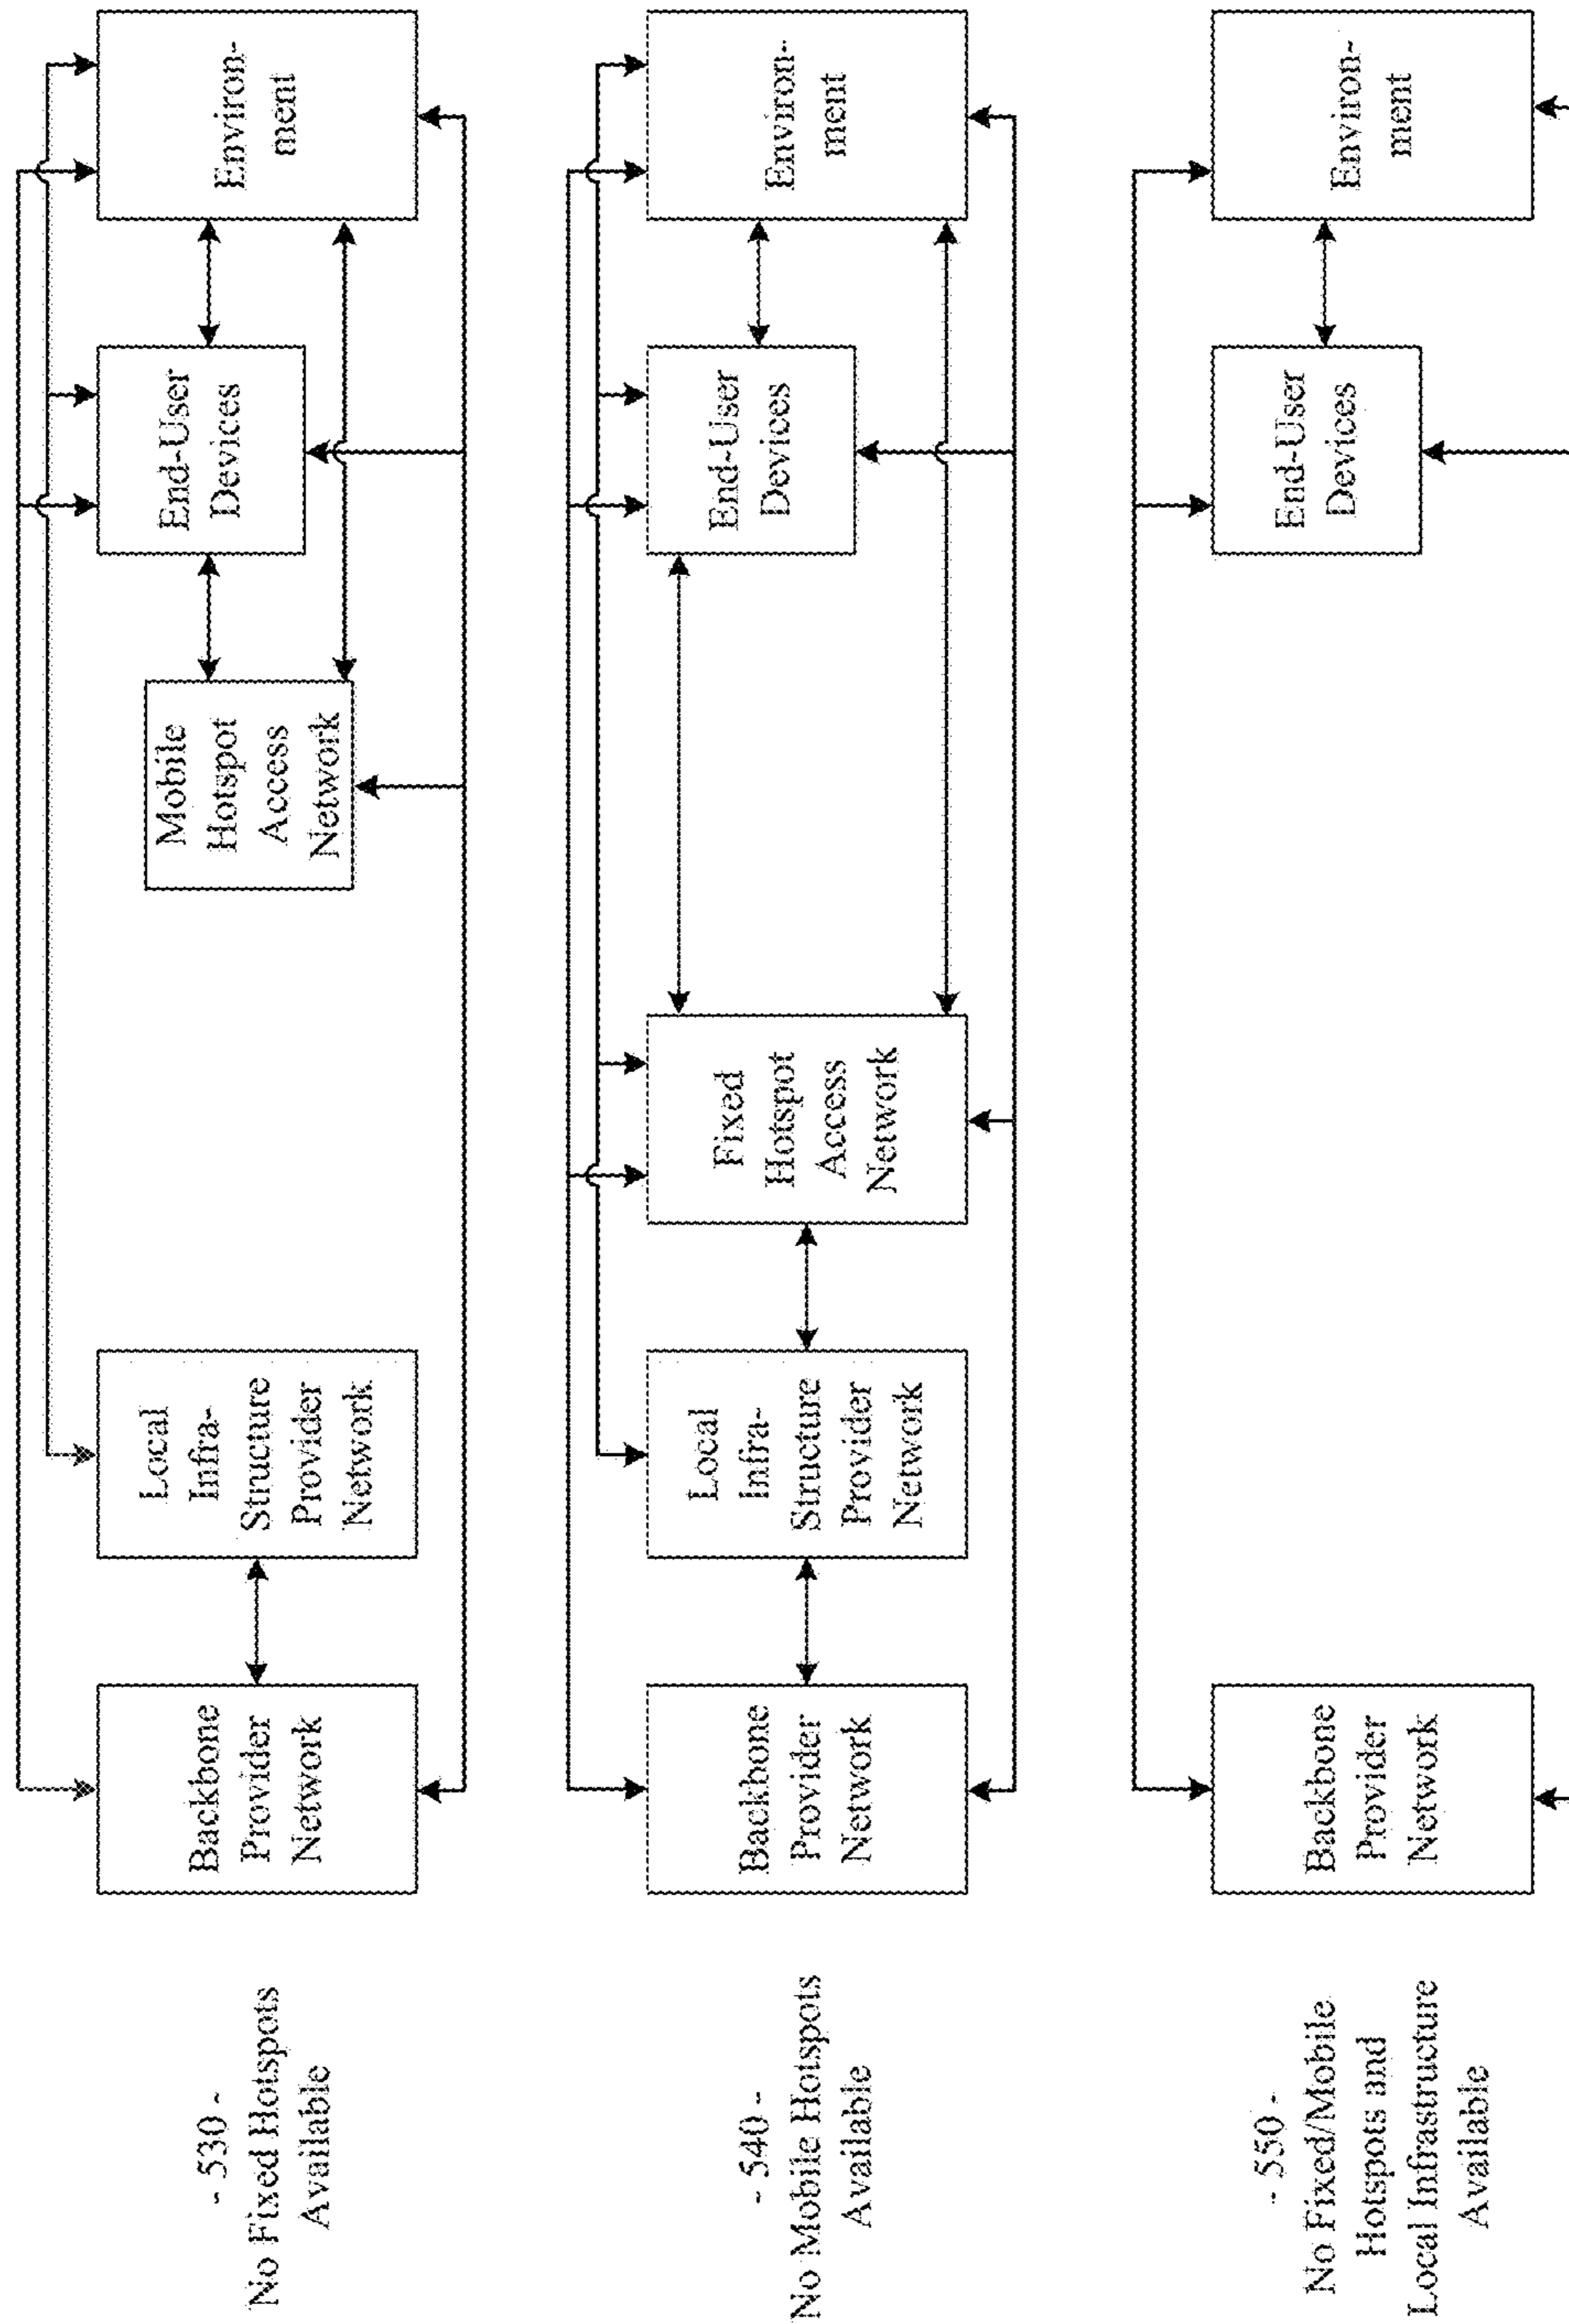 - 530 -
No Fixed Hotspots
Available
Backbone
Provider
Network
Local
Infra-
Structure
Provider
Network
Mobile
Hotspot
Access
Network
End-User
Devices
Environ-
ment
- 540 -
No Mobile Hotspots
Available
Backbone
Provider
Network
Local
Infra-
Structure
Provider
Network
Fixed
Hotspot
Access
Network
End-User
Devices
Environ-
ment
- 550 -
No Fixed/Mobile
Hotspots and
Local Infrastructure
Available
Backbone
Provider
Network
End-User
Devices
Environ-
ment